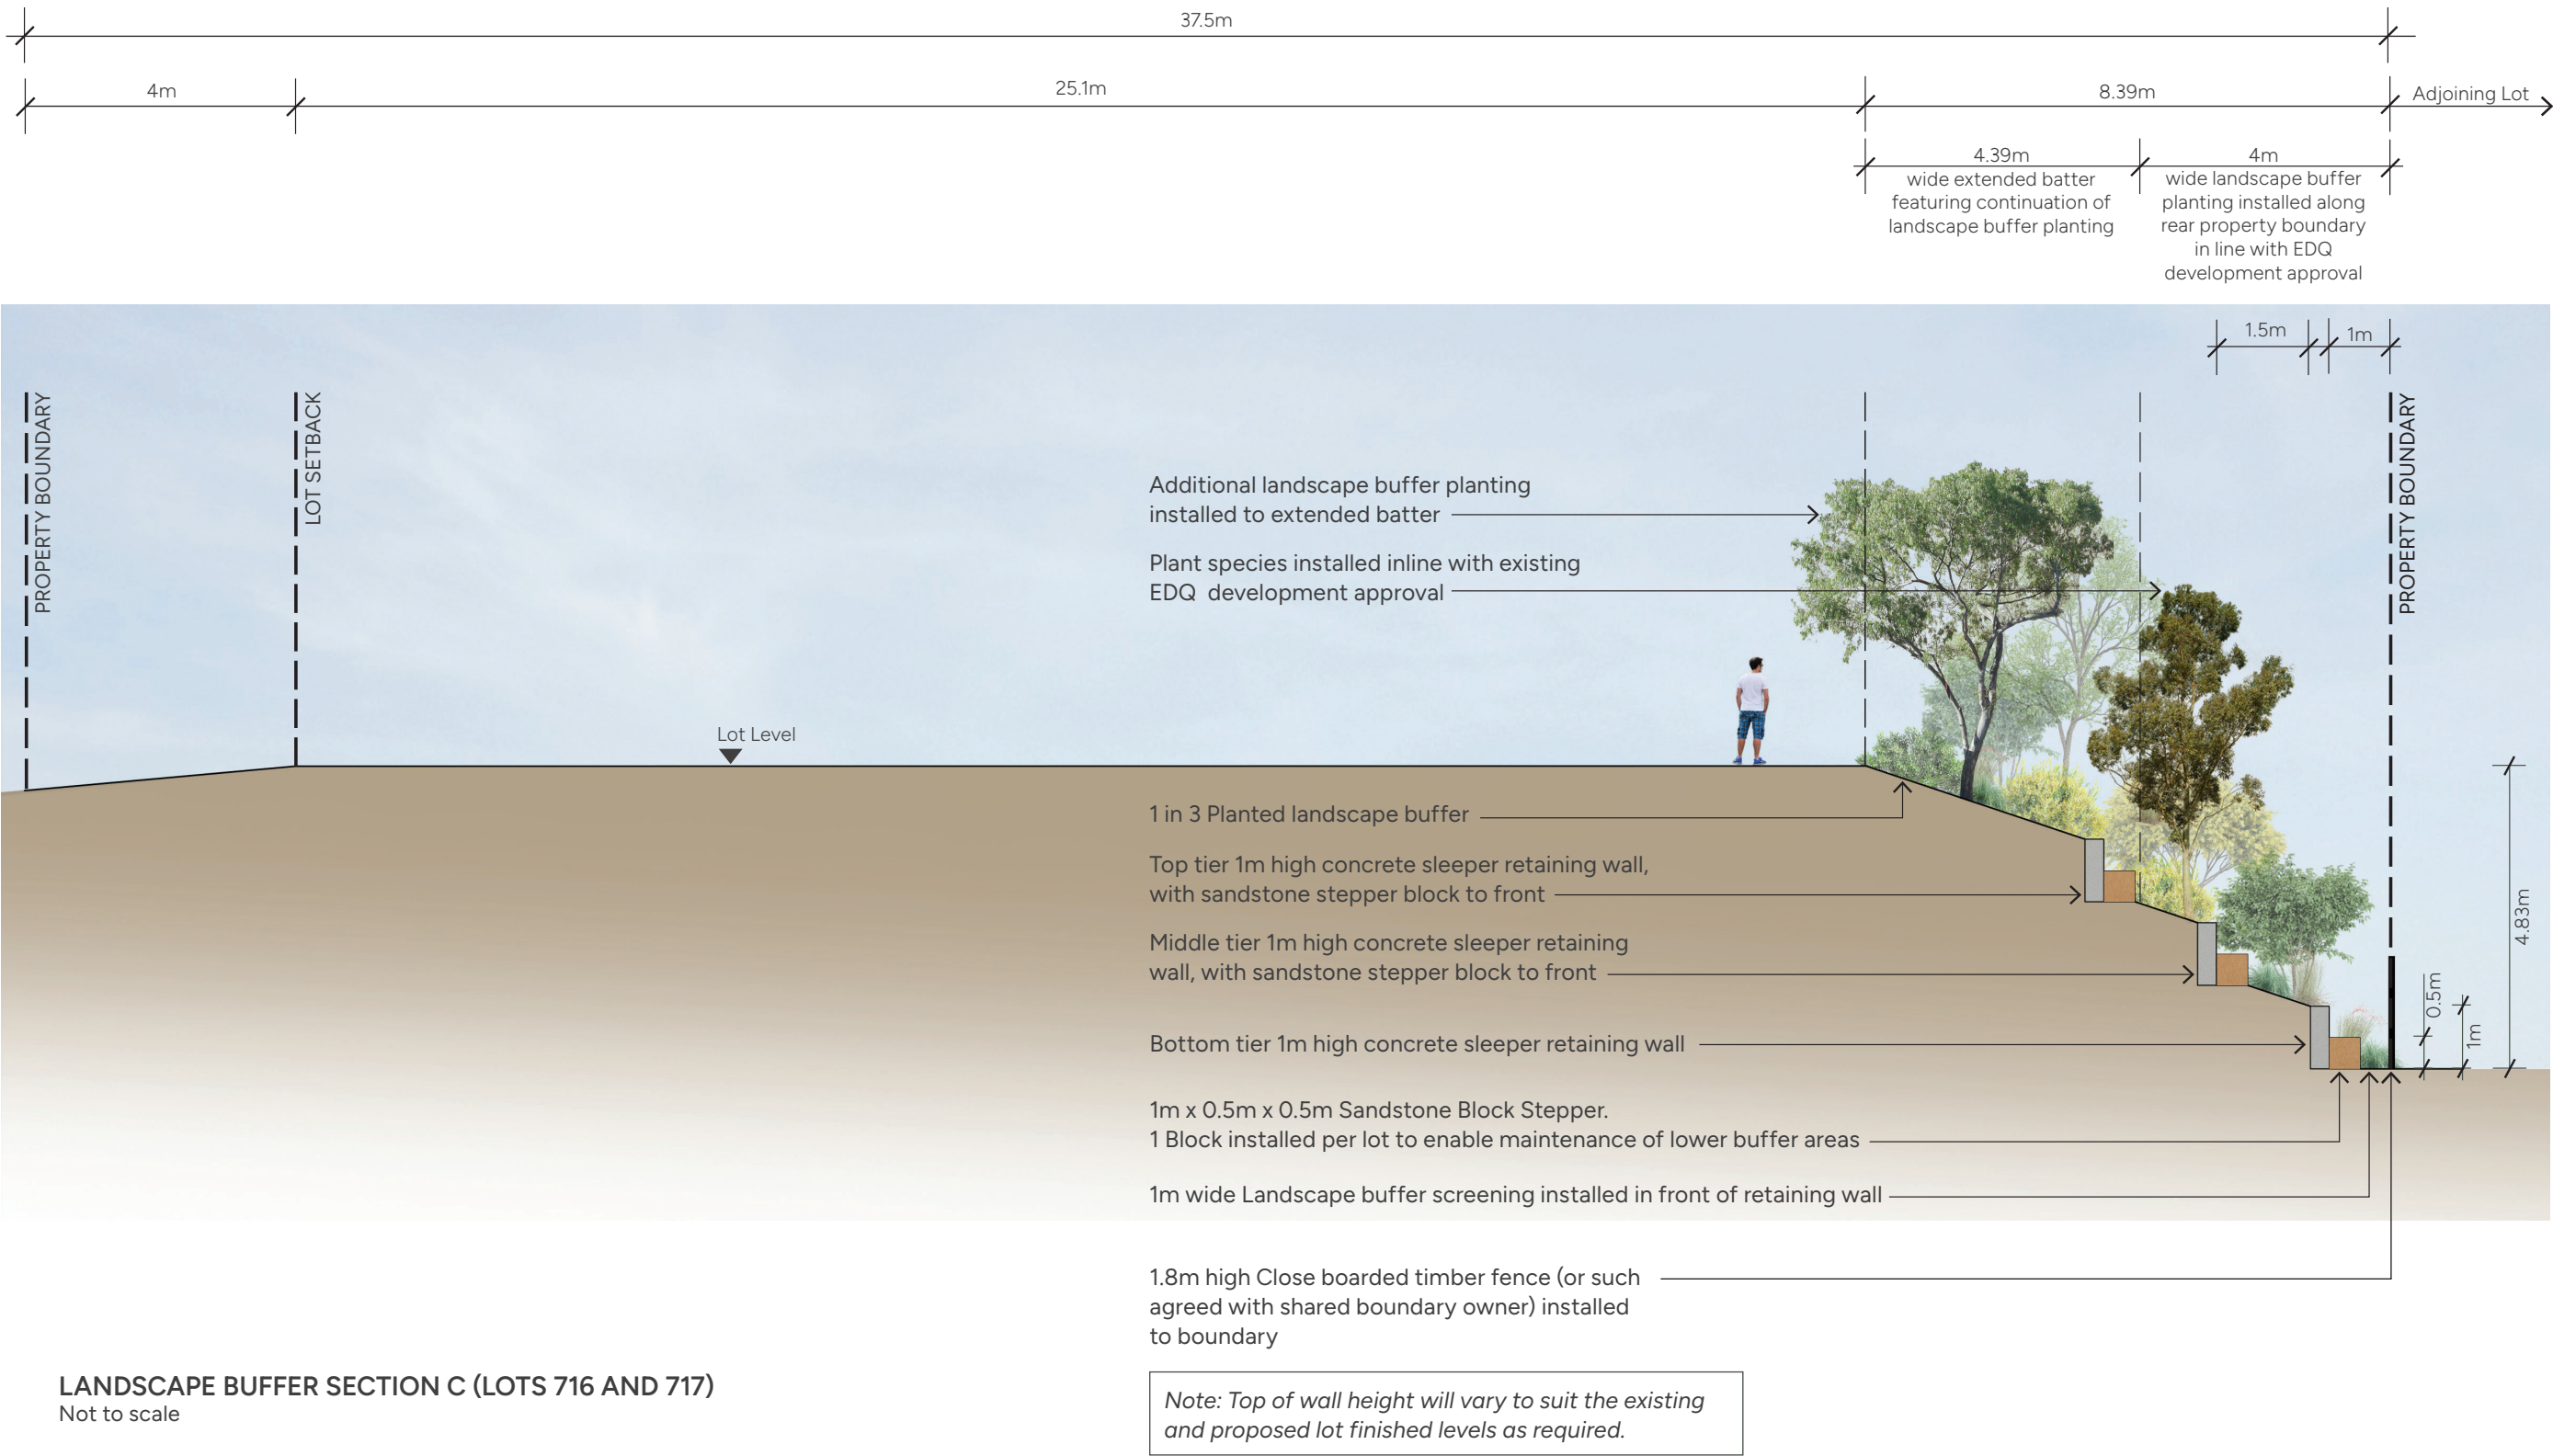 37.5m
4m
25.1m
8.39m
Adjoining Lot
4.39m
wide extended batter
featuring continuation of
landscape buffer planting
4m
wide landscape buffer
planting installed along
rear property boundary
in line with EDQ
development approval
1.5m
1m
PROPERTY BOUNDARY
LOT SETBACK
PROPERTY BOUNDARY
Additional landscape buffer planting
installed to extended batter
Plant species installed inline with existing
EDQ development approval
Lot Level
1 in 3 Planted landscape buffer
Top tier 1m high concrete sleeper retaining wall,
with sandstone stepper block to front
Middle tier 1m high concrete sleeper retaining
wall, with sandstone stepper block to front
4.83m
0.5m
1m
Bottom tier 1m high concrete sleeper retaining wall
1m x 0.5m x 0.5m Sandstone Block Stepper.
1 Block installed per lot to enable maintenance of lower buffer areas
1m wide Landscape buffer screening installed in front of retaining wall
1.8m high Close boarded timber fence (or such
agreed with shared boundary owner) installed
to boundary
LANDSCAPE BUFFER SECTION C (LOTS 716 AND 717)
Not to scale
Note: Top of wall height will vary to suit the existing
and proposed lot finished levels as required.